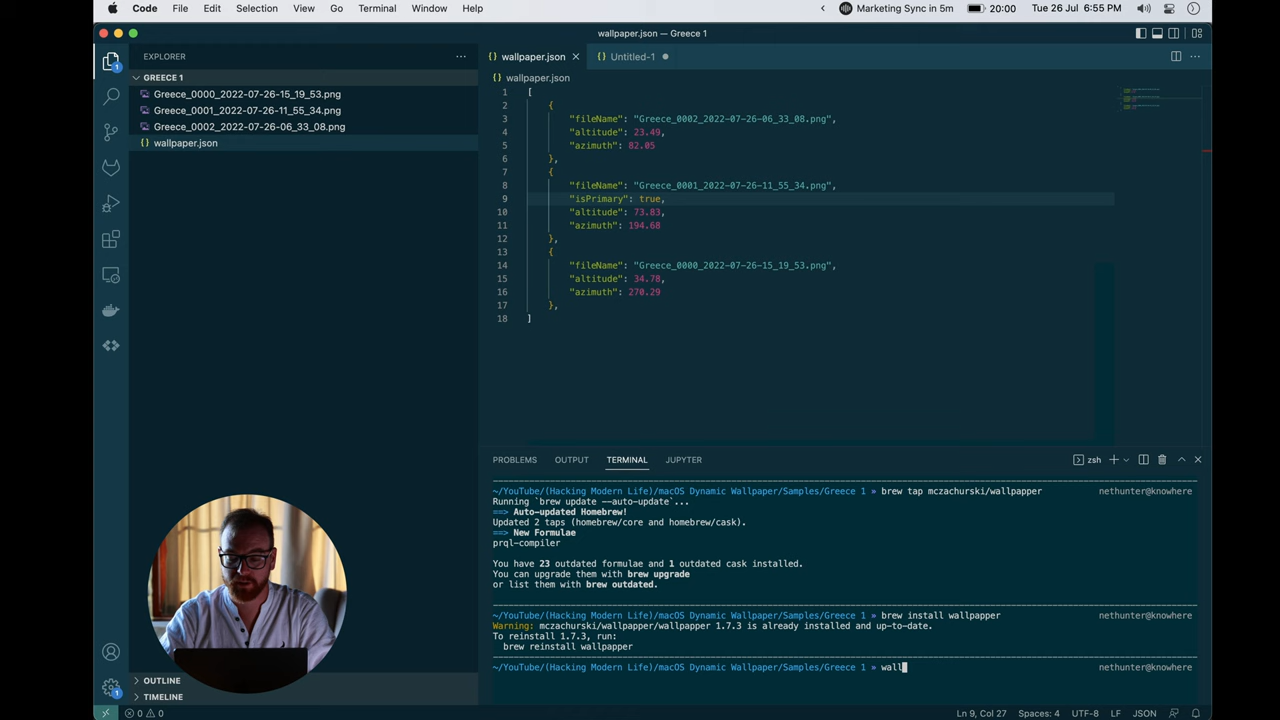 Code File Edit Selection View Go Terminal Window Help Marketing Sync in 5m 20:00 Tue 26 Jul 6:55 PM
wallpaper.json — Greece 1
EXPLORER
GREECE 1
Greece_0000_2022-07-26-15_19_53.png
Greece_0001_2022-07-26-11_55_34.png
Greece_0002_2022-07-26-06_33_08.png
{} wallpaper.json
OUTLINE
TIMELINE
{} wallpaper.json {} Untitled-1
{} wallpaper.json
1 [
2 {
3 "fileName": "Greece_0002_2022-07-26-06_33_08.png",
4 "altitude": 23.49,
5 "azimuth": 82.05
6 },
7 {
8 "fileName": "Greece_0001_2022-07-26-11_55_34.png",
9 "isPrimary": true,
10 "altitude": 73.83,
11 "azimuth": 194.68
12 },
13 {
14 "fileName": "Greece_0000_2022-07-26-15_19_53.png",
15 "altitude": 34.78,
16 "azimuth": 270.29
17 },
18 ]
PROBLEMS OUTPUT TERMINAL JUPYTER zsh
~/YouTube/(Hacking Modern Life)/macOS Dynamic Wallpaper/Samples/Greece 1 » brew tap mczachurski/wallpapper nethunter@knowhere
Running `brew update --auto-update`...
==> Auto-updated Homebrew!
Updated 2 taps (homebrew/core and homebrew/cask).
==> New Formulae
prql-compiler
You have 23 outdated formulae and 1 outdated cask installed.
You can upgrade them with brew upgrade
or list them with brew outdated.
~/YouTube/(Hacking Modern Life)/macOS Dynamic Wallpaper/Samples/Greece 1 » brew install wallpapper nethunter@knowhere
Warning: mczachurski/wallpapper/wallpapper 1.7.3 is already installed and up-to-date.
To reinstall 1.7.3, run:
brew reinstall wallpapper
~/YouTube/(Hacking Modern Life)/macOS Dynamic Wallpaper/Samples/Greece 1 » wall nethunter@knowhere
0 0 Ln 9, Col 27 Spaces: 4 UTF-8 LF JSON